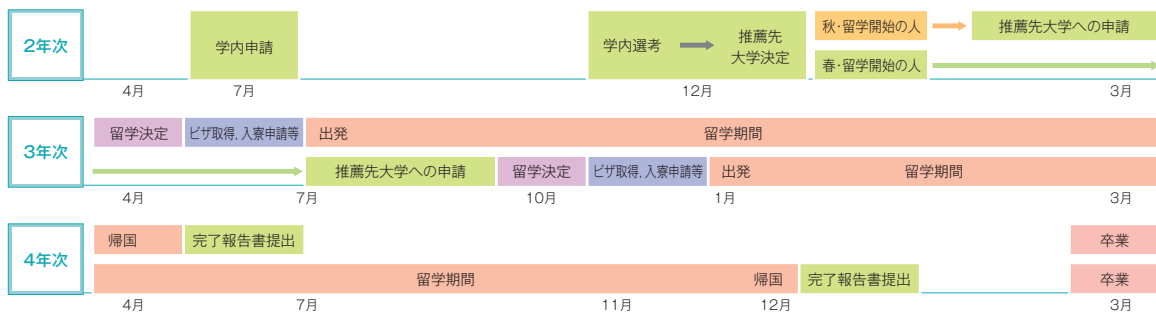 2年次
学内申請
学内選考
推薦先
大学決定
秋・留学開始の人
推薦先大学への申請
春・留学開始の人
4月
7月
12月
3月
3年次
留学決定
ビザ取得,入寮申請等
出発
留学期間
推薦先大学への申請
留学決定
ビザ取得,入寮申請等
出発
留学期間
4月
7月
10月
1月
3月
4年次
帰国
完了報告書提出
卒業
留学期間
帰国
完了報告書提出
卒業
4月
7月
11月
12月
3月